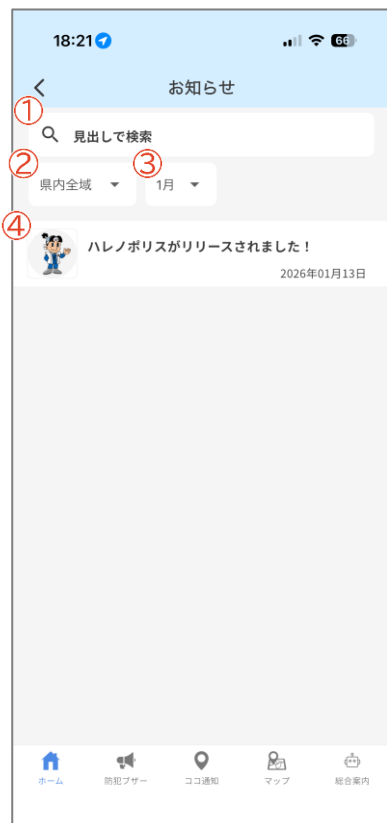 18:21 66
お知らせ
①
見出しで検索
② ③
県内全域 1月
④
ハレノポリスがリリースされました！
2026年01月13日
ホーム 防犯ブザー ココ通知 マップ 総合案内